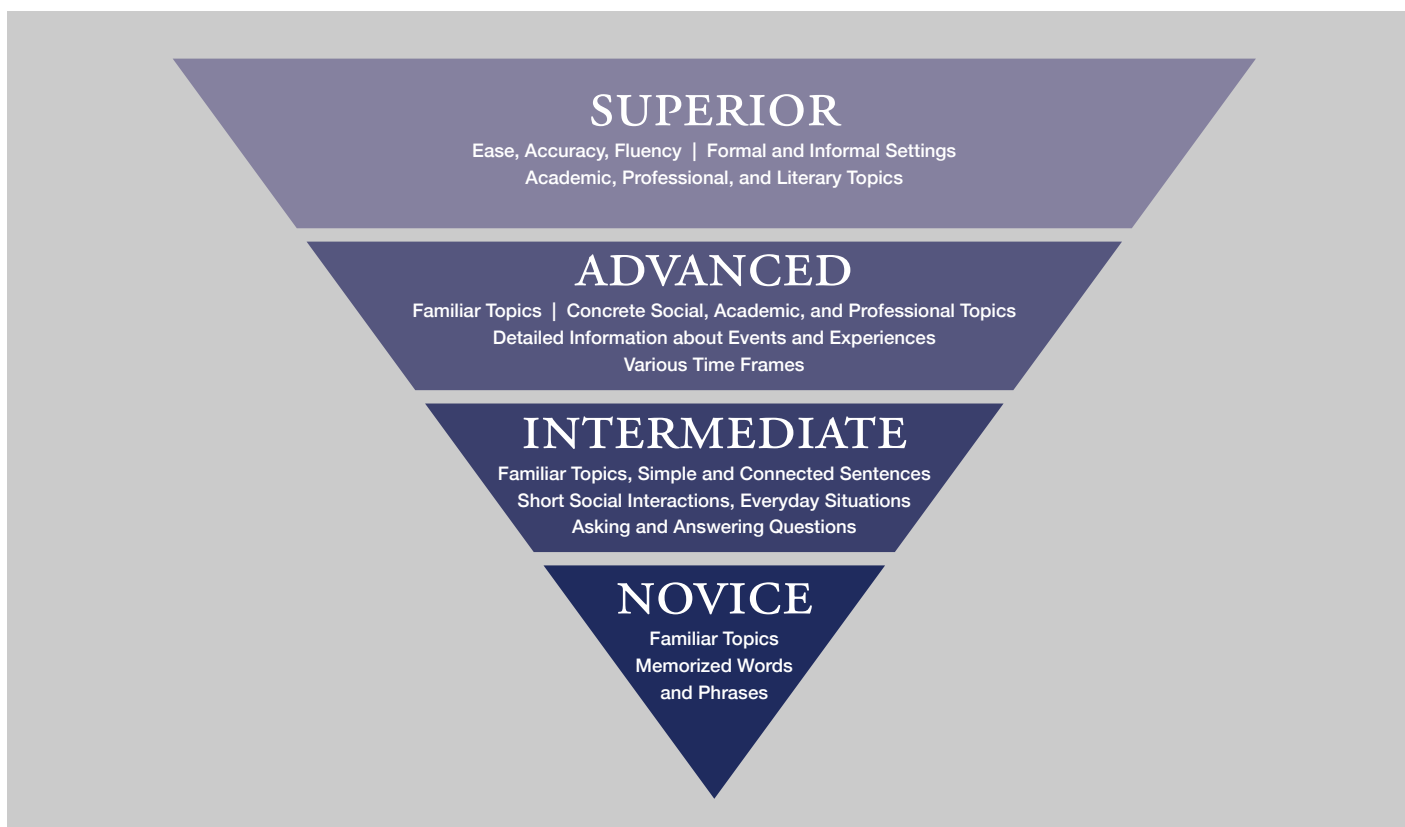 SUPERIOR
Ease, Accuracy, Fluency | Formal and Informal Settings
Academic, Professional, and Literary Topics
ADVANCED
Familiar Topics | Concrete Social, Academic, and Professional Topics
Detailed Information about Events and Experiences
Various Time Frames
INTERMEDIATE
Familiar Topics, Simple and Connected Sentences
Short Social Interactions, Everyday Situations
Asking and Answering Questions
NOVICE
Familiar Topics
Memorized Words
and Phrases